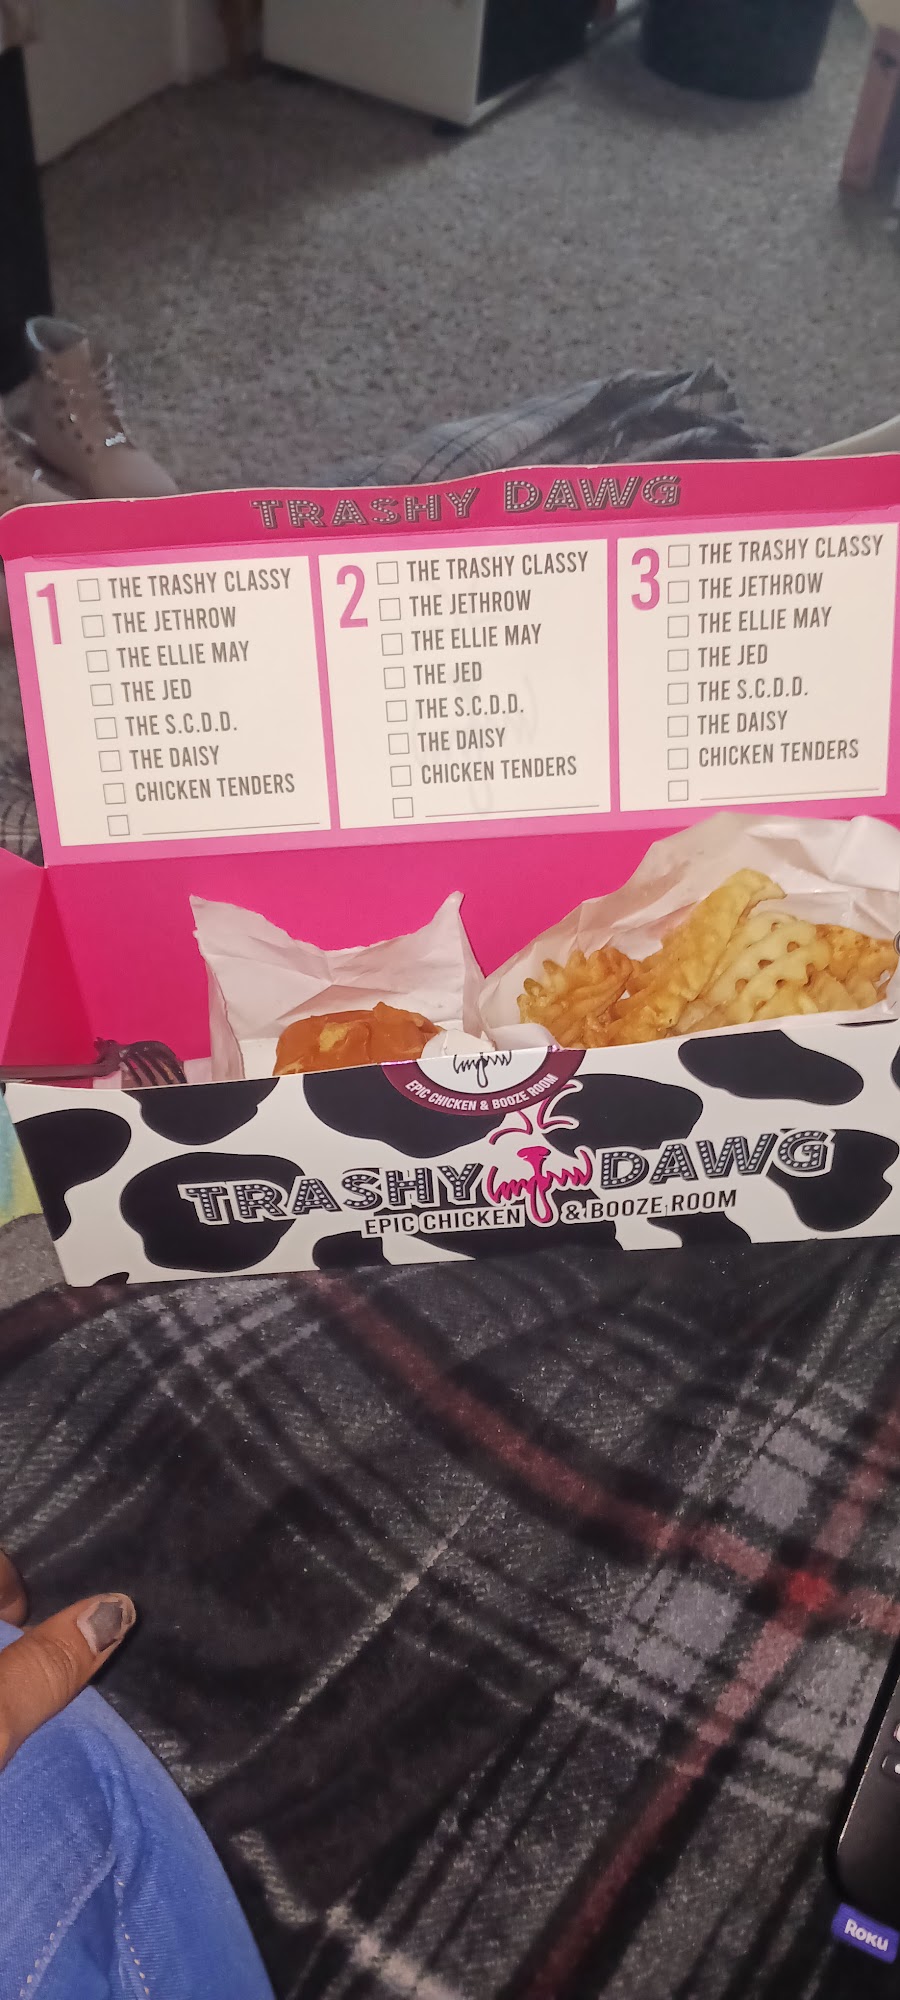 TRASHY DAWG
1
THE TRASHY CLASSY
THE JETHROW
THE ELLIE MAY
THE JED
THE S.C.D.D.
THE DAISY
CHICKEN TENDERS
2
THE TRASHY CLASSY
THE JETHROW
THE ELLIE MAY
THE JED
THE S.C.D.D.
THE DAISY
CHICKEN TENDERS
3
THE TRASHY CLASSY
THE JETHROW
THE ELLIE MAY
THE JED
THE S.C.D.D.
THE DAISY
CHICKEN TENDERS
EPIC CHICKEN & BOOZE ROOM
TRASHY DAWG
EPIC CHICKEN & BOOZE ROOM
Roku